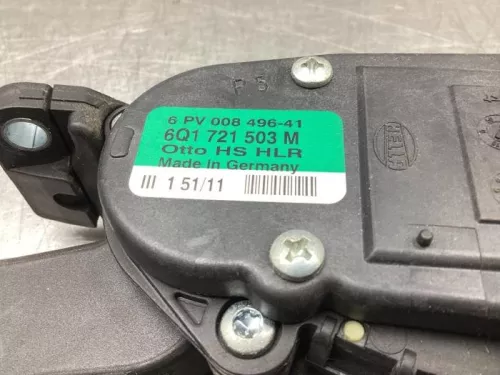 6 PV 008 496-41
6Q1 721 503 M
Otto HS HLR
Made in Germany
1 51/11
HELLA